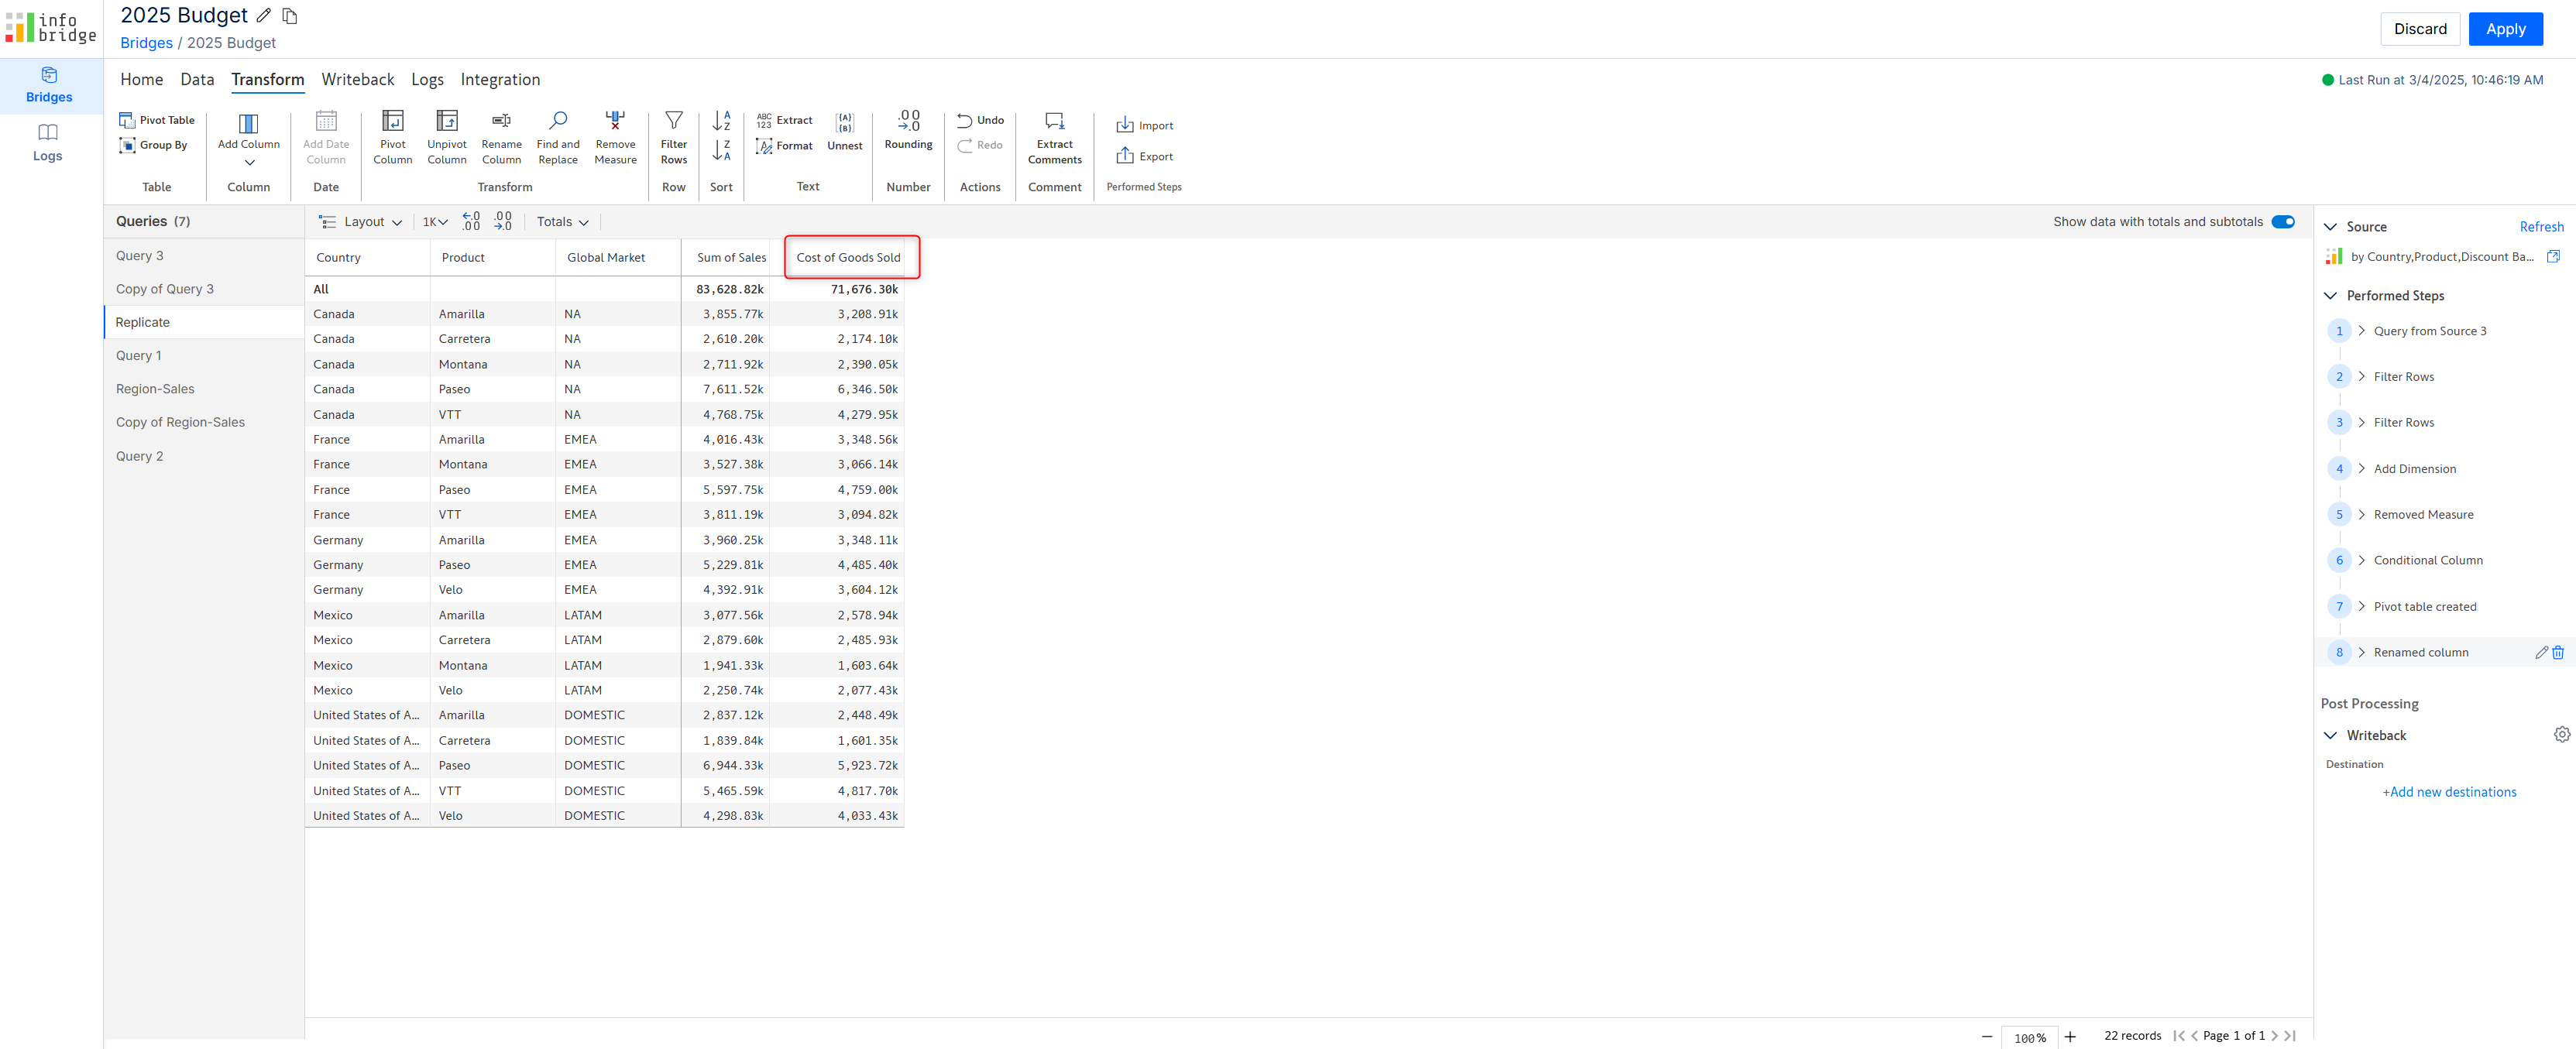 info
bridge
2025 Budget
Bridges / 2025 Budget
Discard
Apply
Bridges
Logs
Home Data Transform Writeback Logs Integration
Last Run at 3/4/2025, 10:46:19 AM
Pivot Table
Group By
Table
Add Column
Column
Add Date
Column
Date
Pivot
Column
Unpivot
Column
Rename
Column
Find and
Replace
Remove
Measure
Transform
Filter
Rows
Row
A
Z
Z
A
Sort
ABC
123
Extract
Format
{A}
{B}
Unnest
Text
.00
→.0
Rounding
Number
Undo
Redo
Actions
Extract
Comments
Comment
Import
Export
Performed Steps
Queries (7)
Query 3
Copy of Query 3
Replicate
Query 1
Region-Sales
Copy of Region-Sales
Query 2
Layout 1K ←.0 .00 .00 →.0 Totals
Show data with totals and subtotals
Country Product Global Market Sum of Sales Cost of Goods Sold
All 83,628.82k 71,676.30k
Canada Amarilla NA 3,855.77k 3,208.91k
Canada Carretera NA 2,610.20k 2,174.10k
Canada Montana NA 2,711.92k 2,390.05k
Canada Paseo NA 7,611.52k 6,346.50k
Canada VTT NA 4,768.75k 4,279.95k
France Amarilla EMEA 4,016.43k 3,348.56k
France Montana EMEA 3,527.38k 3,066.14k
France Paseo EMEA 5,597.75k 4,759.00k
France VTT EMEA 3,811.19k 3,094.82k
Germany Amarilla EMEA 3,960.25k 3,348.11k
Germany Paseo EMEA 5,229.81k 4,485.40k
Germany Velo EMEA 4,392.91k 3,604.12k
Mexico Amarilla LATAM 3,077.56k 2,578.94k
Mexico Carretera LATAM 2,879.60k 2,485.93k
Mexico Montana LATAM 1,941.33k 1,603.64k
Mexico Velo LATAM 2,250.74k 2,077.43k
United States of A... Amarilla DOMESTIC 2,837.12k 2,448.49k
United States of A... Carretera DOMESTIC 1,839.84k 1,601.35k
United States of A... Paseo DOMESTIC 6,944.33k 5,923.72k
United States of A... VTT DOMESTIC 5,465.59k 4,817.70k
United States of A... Velo DOMESTIC 4,298.83k 4,033.43k
Source Refresh
by Country,Product,Discount Ba...
Performed Steps
1 Query from Source 3
2 Filter Rows
3 Filter Rows
4 Add Dimension
5 Removed Measure
6 Conditional Column
7 Pivot table created
8 Renamed column
Post Processing
Writeback
Destination
+Add new destinations
— 100% + 22 records Page 1 of 1